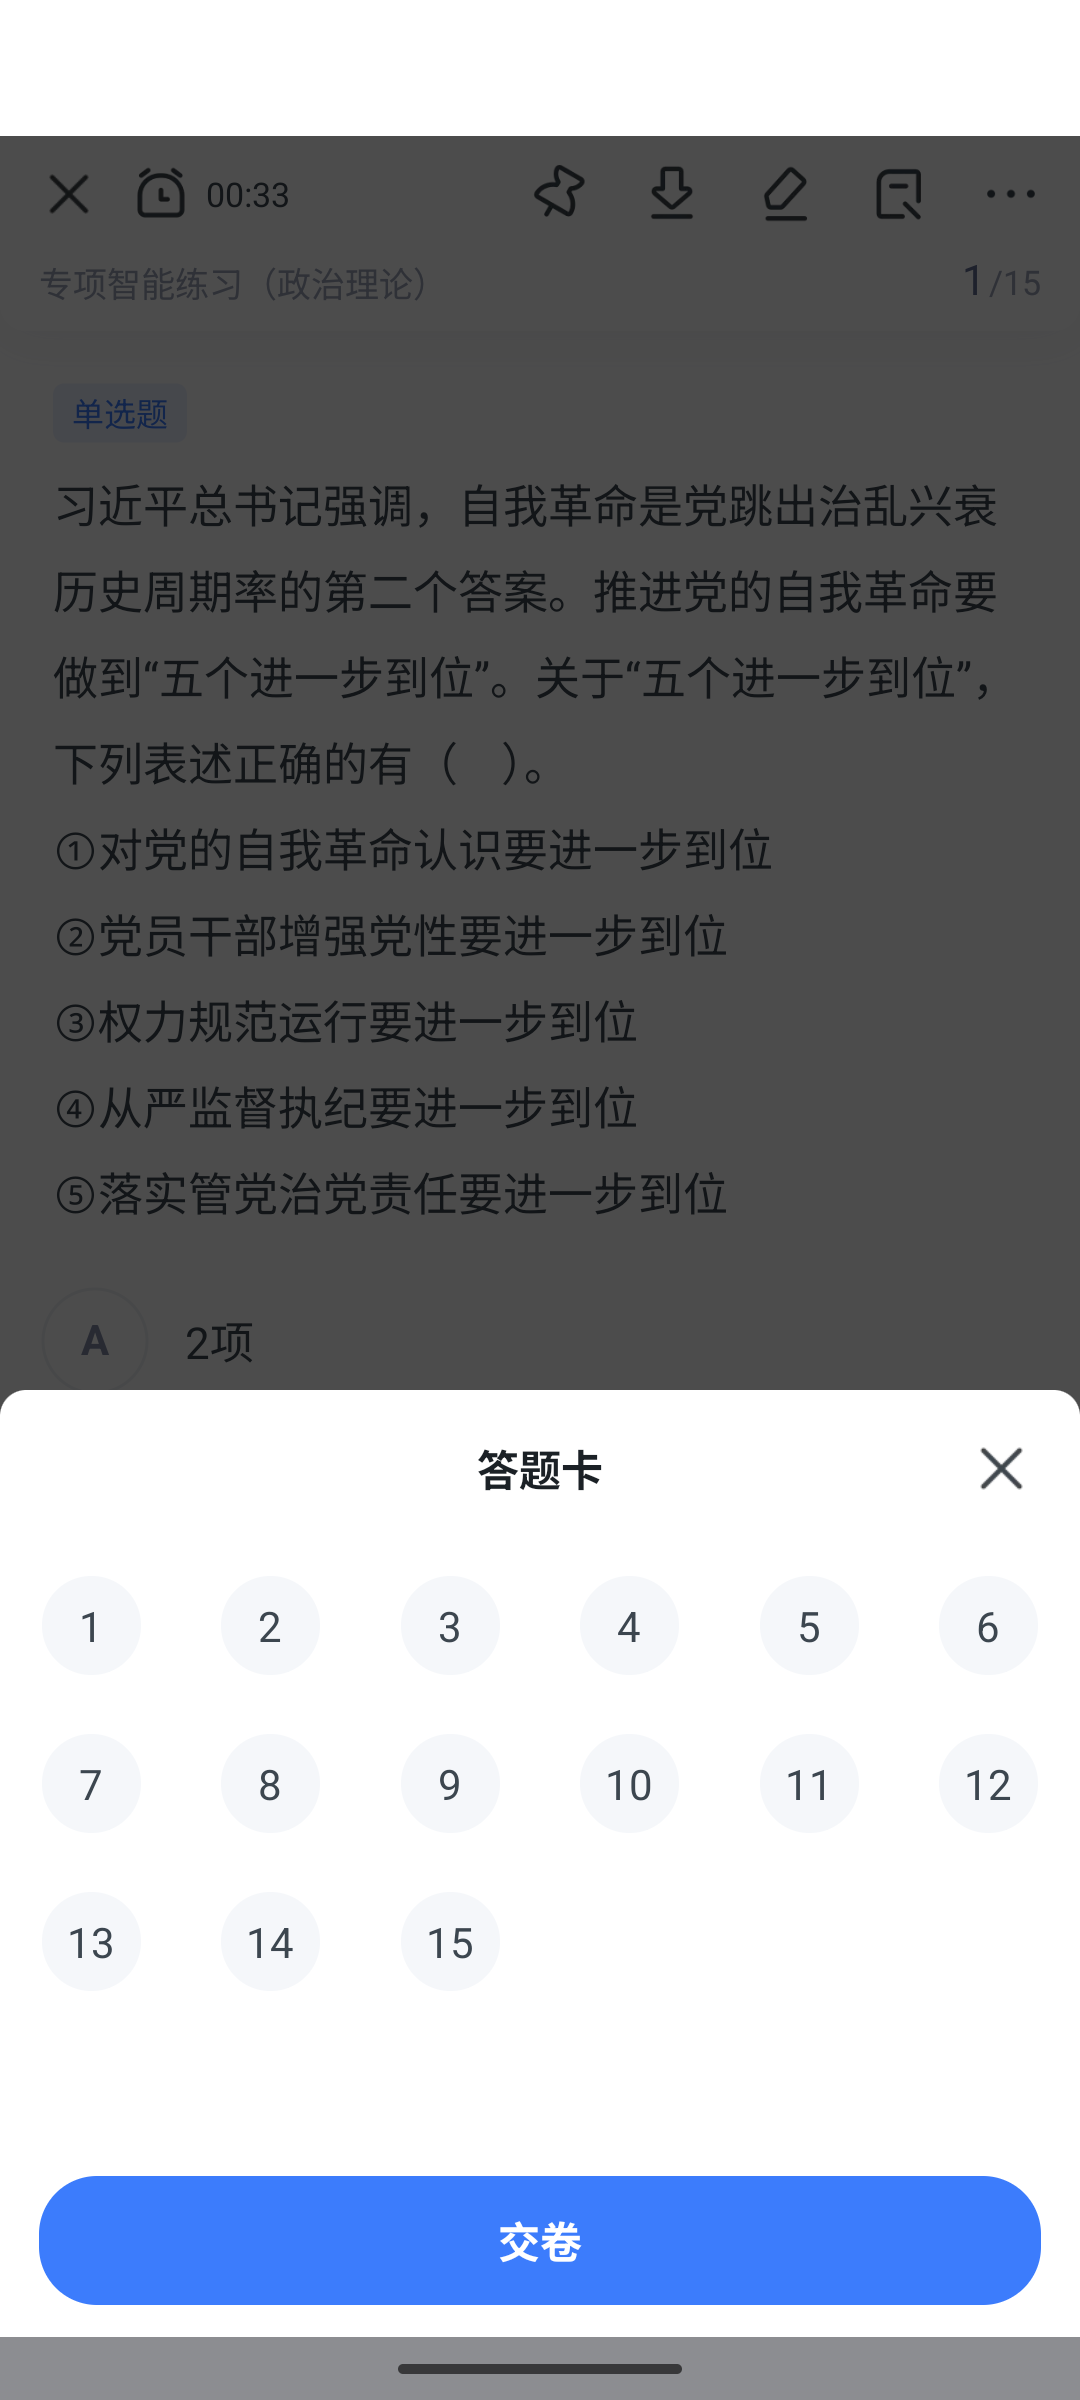 00:33
专项智能练习（政治理论）
1/15
单选题
习近平总书记强调，自我革命是党跳出治乱兴衰
历史周期率的第二个答案。推进党的自我革命要
做到“五个进一步到位”。关于“五个进一步到位”，
下列表述正确的有（　）。
①对党的自我革命认识要进一步到位
②党员干部增强党性要进一步到位
③权力规范运行要进一步到位
④从严监督执纪要进一步到位
⑤落实管党治党责任要进一步到位
A 2项
答题卡
1 2 3 4 5 6
7 8 9 10 11 12
13 14 15
交卷